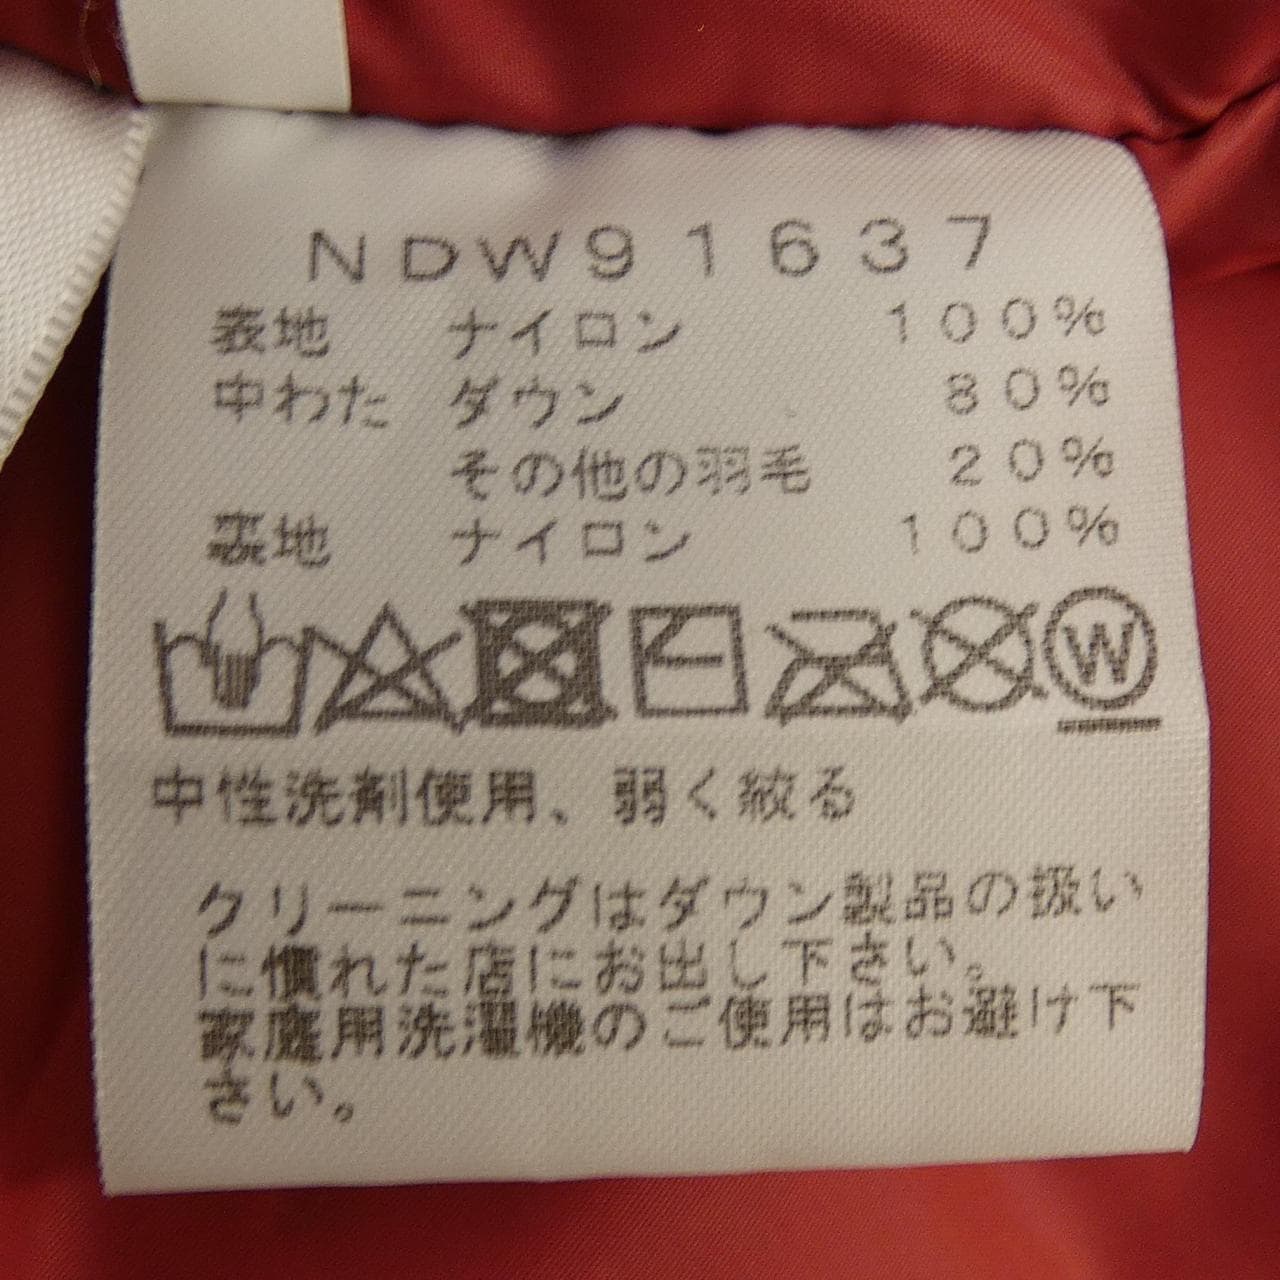 NDW91637
表地 ナイロン 100%
中わた ダウン 80%
その他の羽毛 20%
裏地 ナイロン 100%
W
中性洗剤使用、弱く絞る
クリーニングはダウン製品の扱い
に慣れた店にお出し下さい。
家庭用洗濯機のご使用はお避け下
さい。